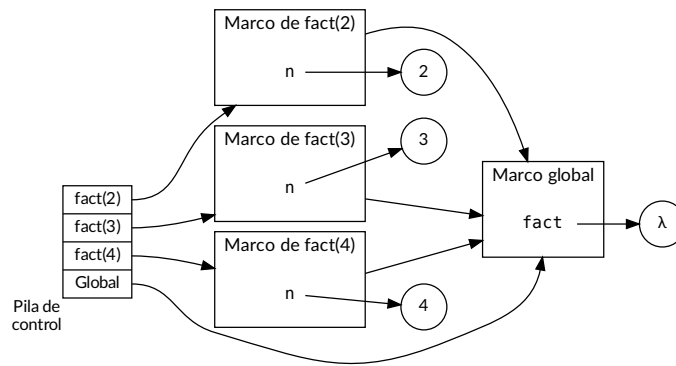 Marco de fact(2)
n
2
Marco de fact(3)
n
3
Marco de fact(4)
n
4
Marco global
fact
λ
fact(2)
fact(3)
fact(4)
Global
Pila de
control